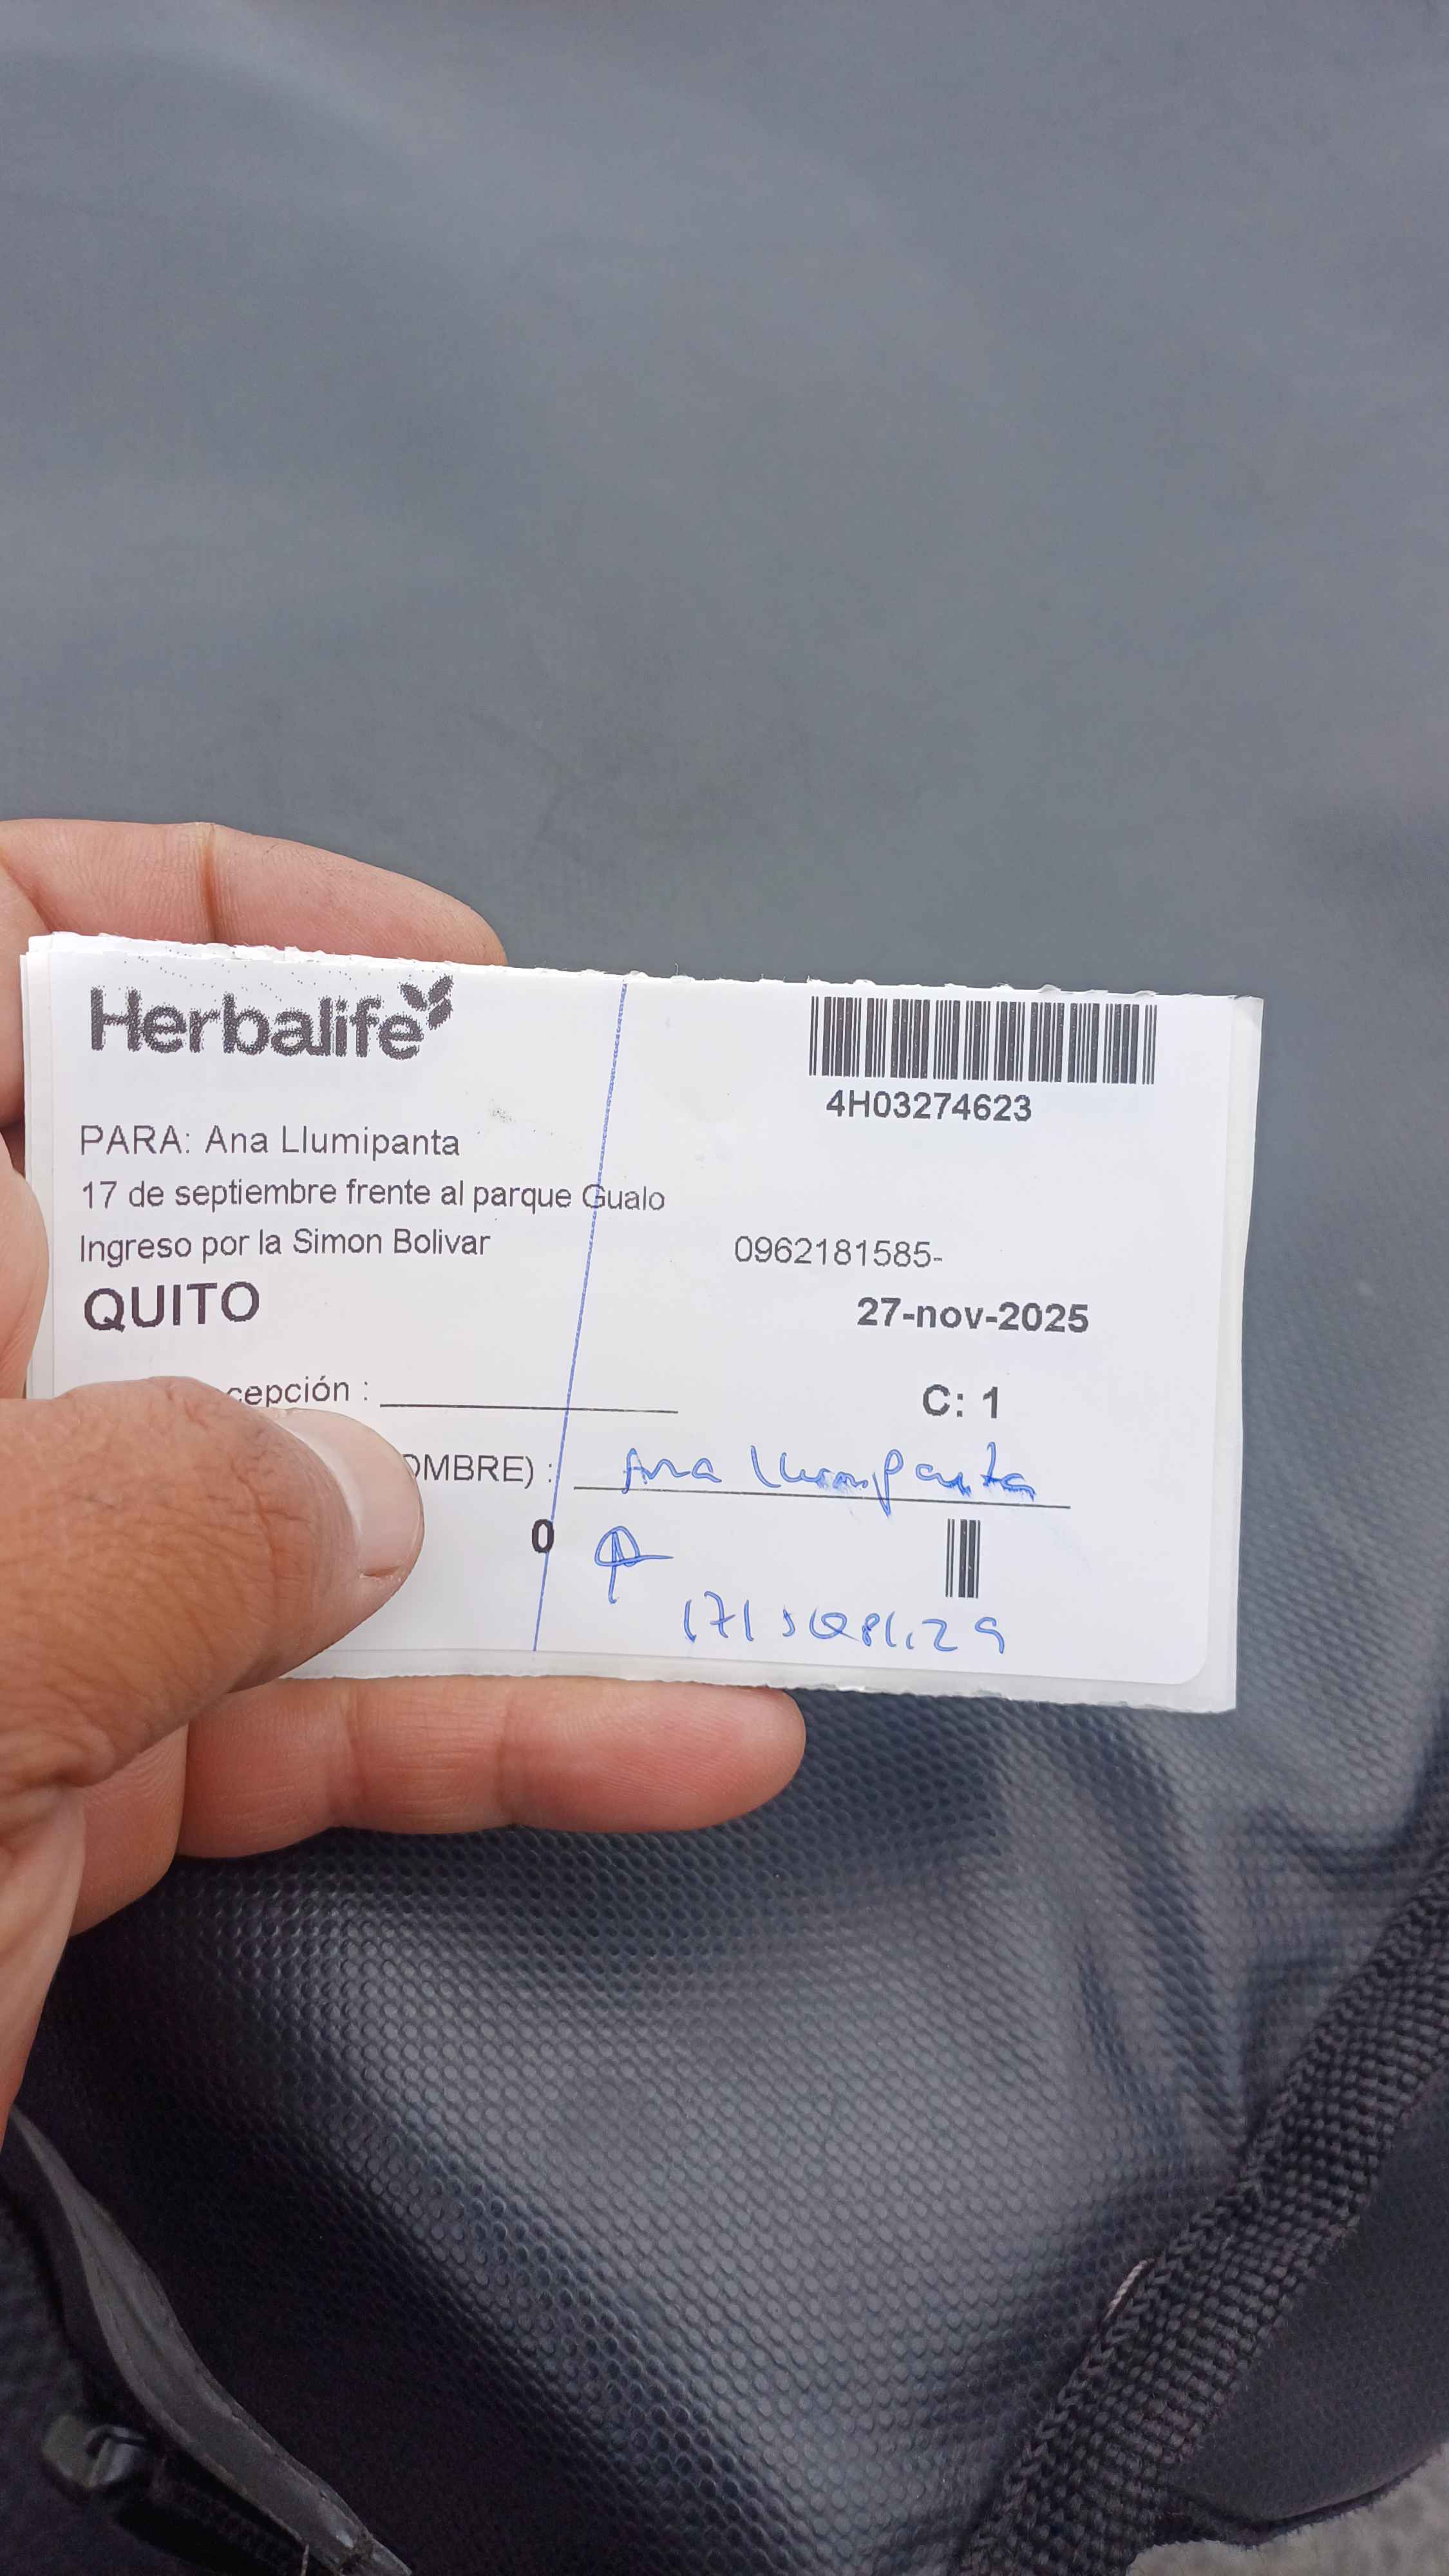 Herbalife
4H03274623
PARA: Ana Llumipanta
17 de septiembre frente al parque Gualo
Ingreso por la Simon Bolivar
0962181585-
QUITO
27-nov-2025
cepción :
C: 1
OMBRE) : Ana Llumipanta
0